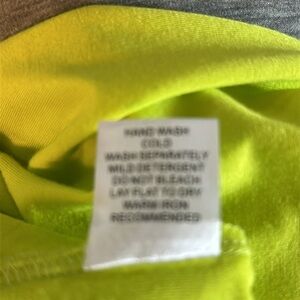 HAND WASH
COLD
WASH SEPARATELY
MILD DETERGENT
DO NOT BLEACH
LAY FLAT TO DRY
WARM IRON
RECOMMENDED